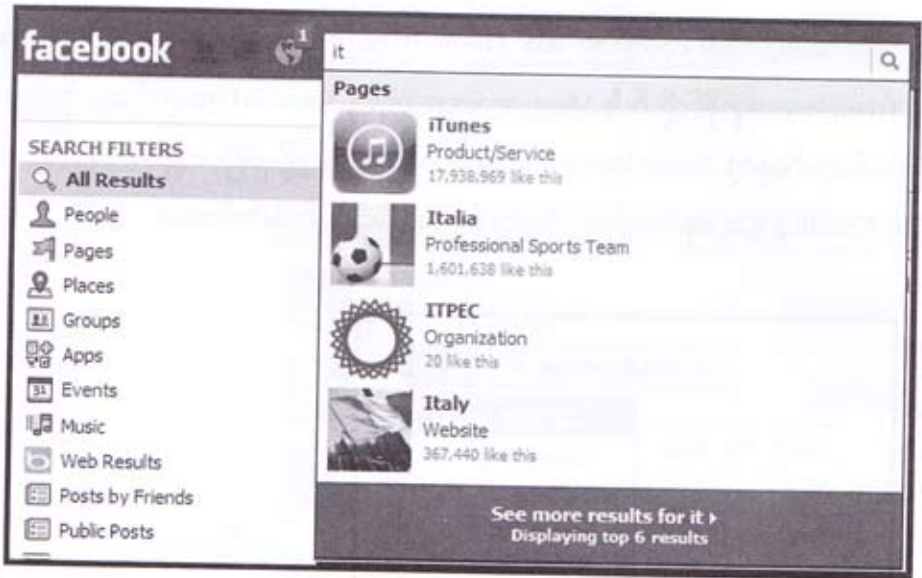 facebook
1
it
Pages
iTunes
Product/Service
17,938,969 like this
Italia
Professional Sports Team
1,601,638 like this
ITPEC
Organization
20 like this
Italy
Website
367,440 like this
See more results for it
Displaying top 6 results
SEARCH FILTERS
All Results
People
Pages
Places
Groups
Apps
31 Events
Music
Web Results
Posts by Friends
Public Posts